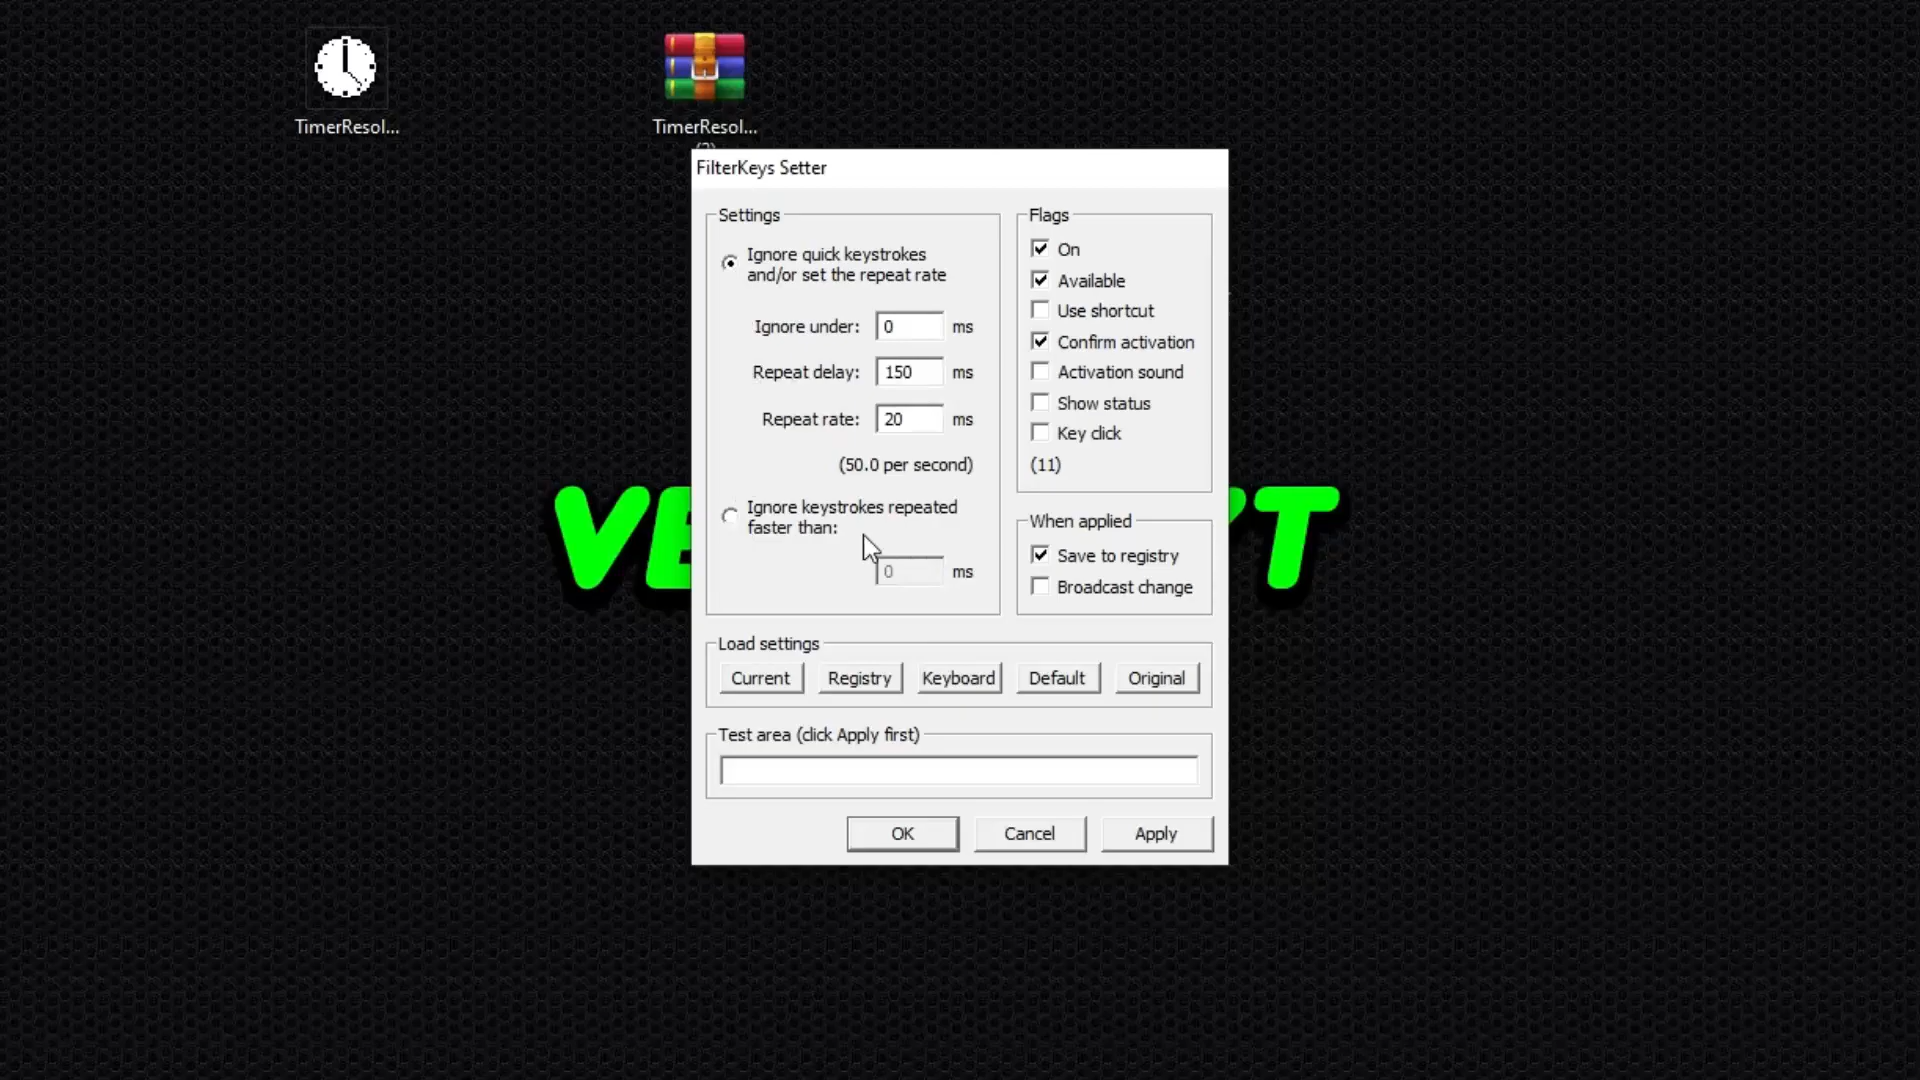 TimerResol...
TimerResol...
FilterKeys Setter
Settings
Ignore quick keystrokes
and/or set the repeat rate
Ignore under: 0 ms
Repeat delay: 150 ms
Repeat rate: 20 ms
(50.0 per second)
Ignore keystrokes repeated
faster than:
0 ms
Flags
On
Available
Use shortcut
Confirm activation
Activation sound
Show status
Key click
(11)
When applied
Save to registry
Broadcast change
Load settings
Current Registry Keyboard Default Original
Test area (click Apply first)
OK Cancel Apply